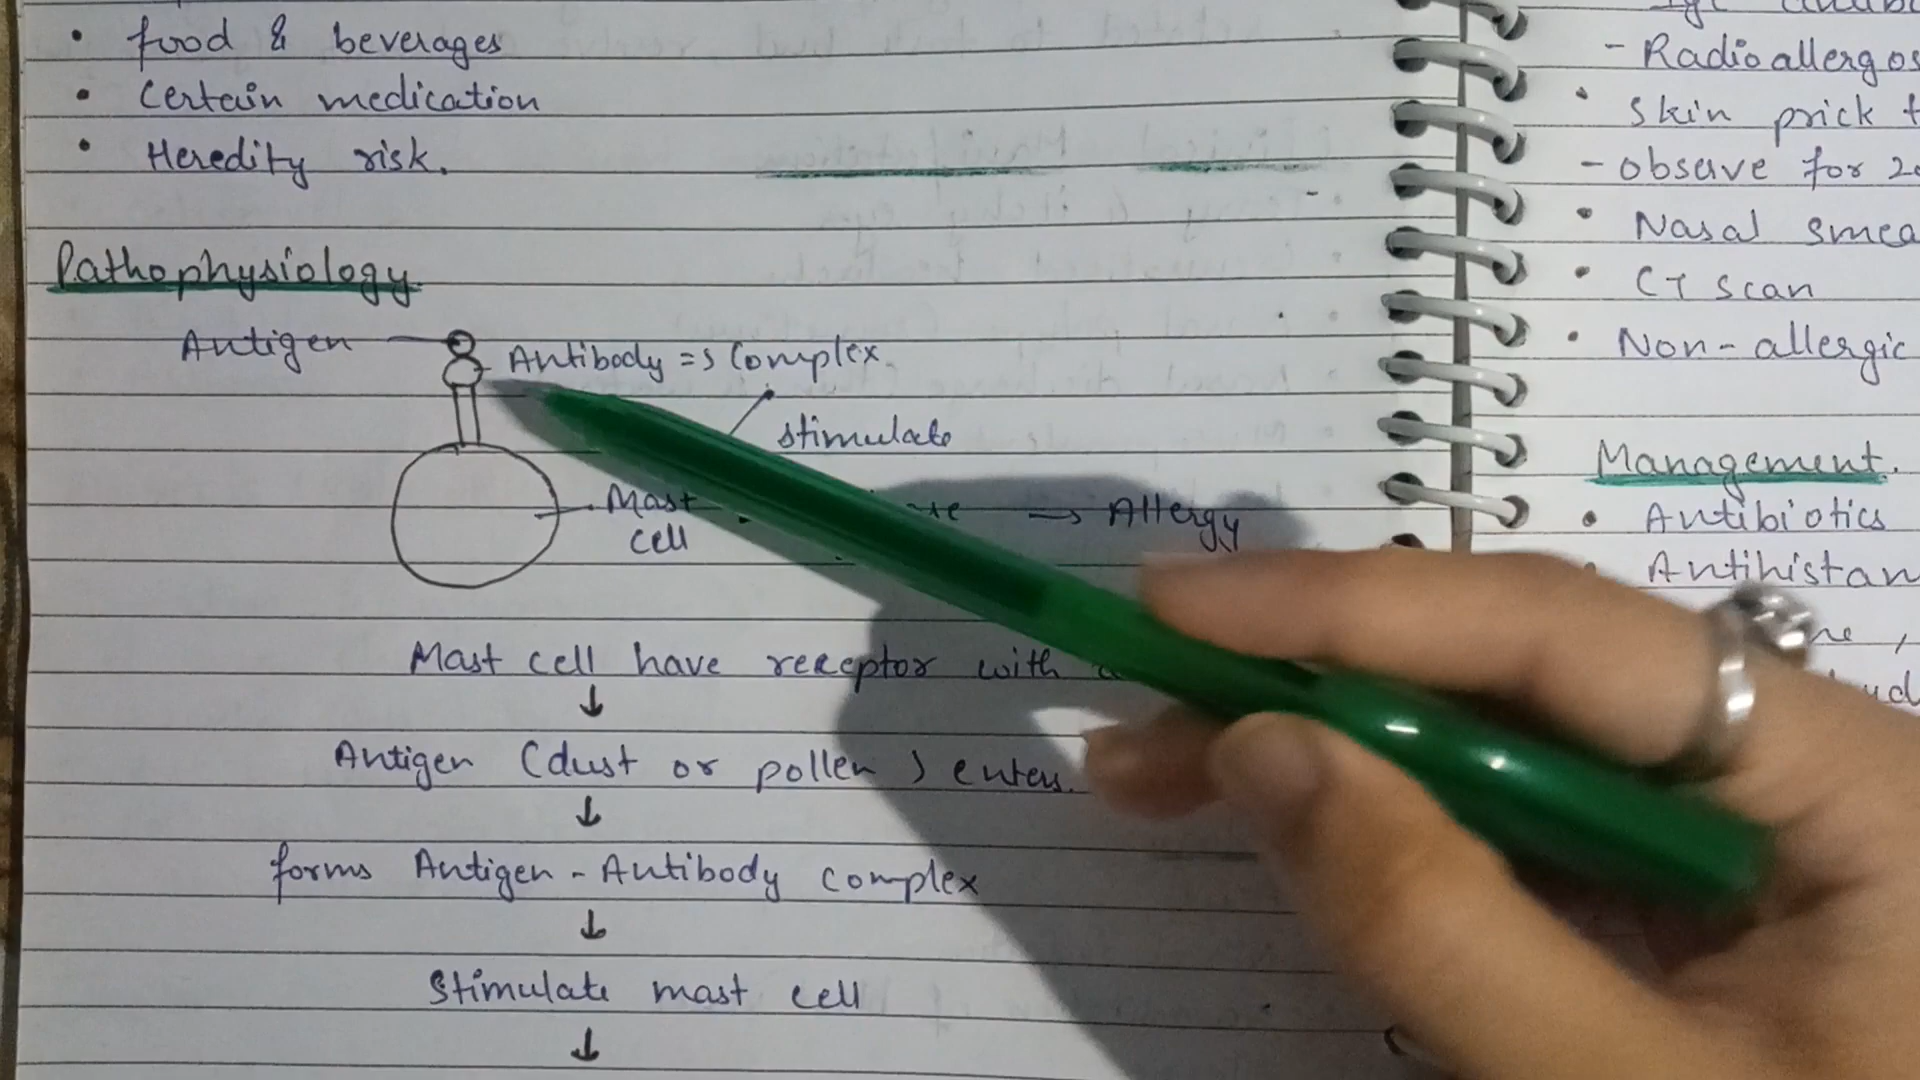 • food & beverages
• Certain medication
• Heredity risk.
Pathophysiology
Antigen Antibody => Complex.
stimulate
Mast → Allergy
cell
Mast cell have receptor with
↓
Antigen (dust or pollen) enters.
↓
forms Antigen - Antibody complex
↓
Stimulate mast cell
↓
- Radioallergos
• Skin prick t
- observe for 20
• Nasal smea
• CT scan
• Non-allergic
Management.
• Antibiotics
• Antihistam